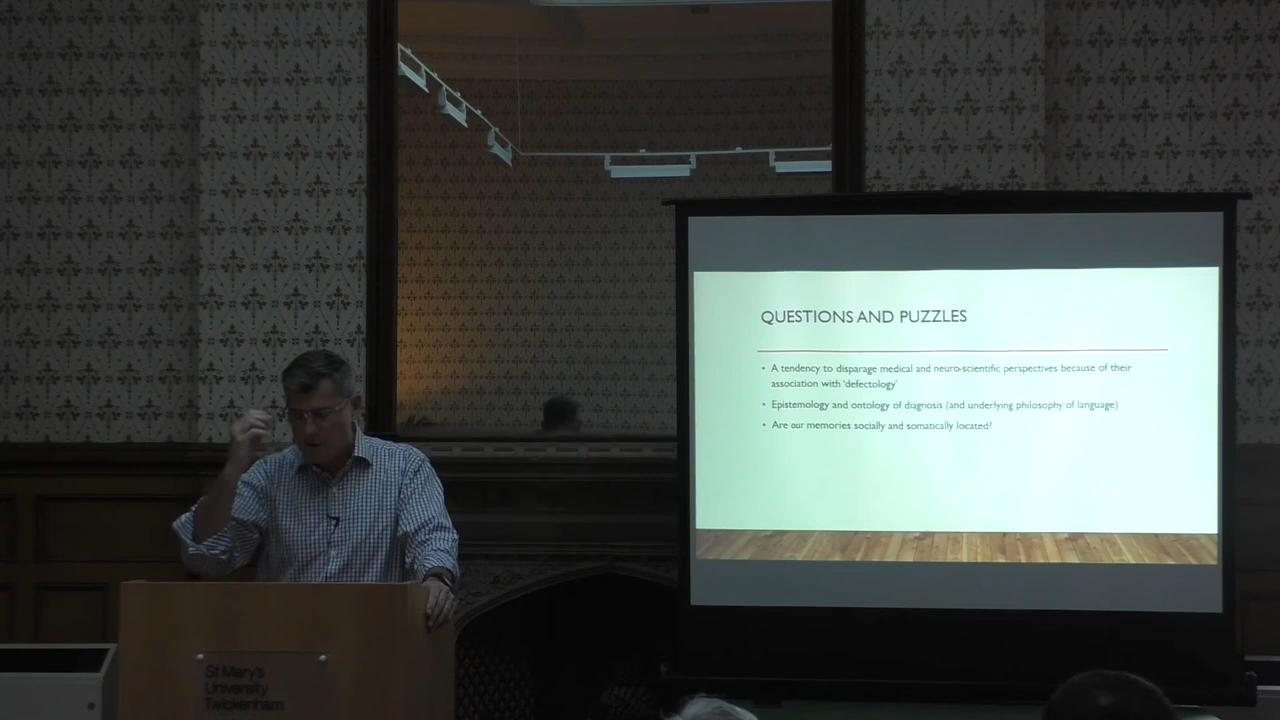 QUESTIONS AND PUZZLES
• A tendency to disparage medical and neuro-scientific perspectives because of their
association with 'defectology'
• Epistemology and ontology of diagnosis (and underlying philosophy of language)
• Are our memories socially and somatically located?
St Mary's
University
Twickenham